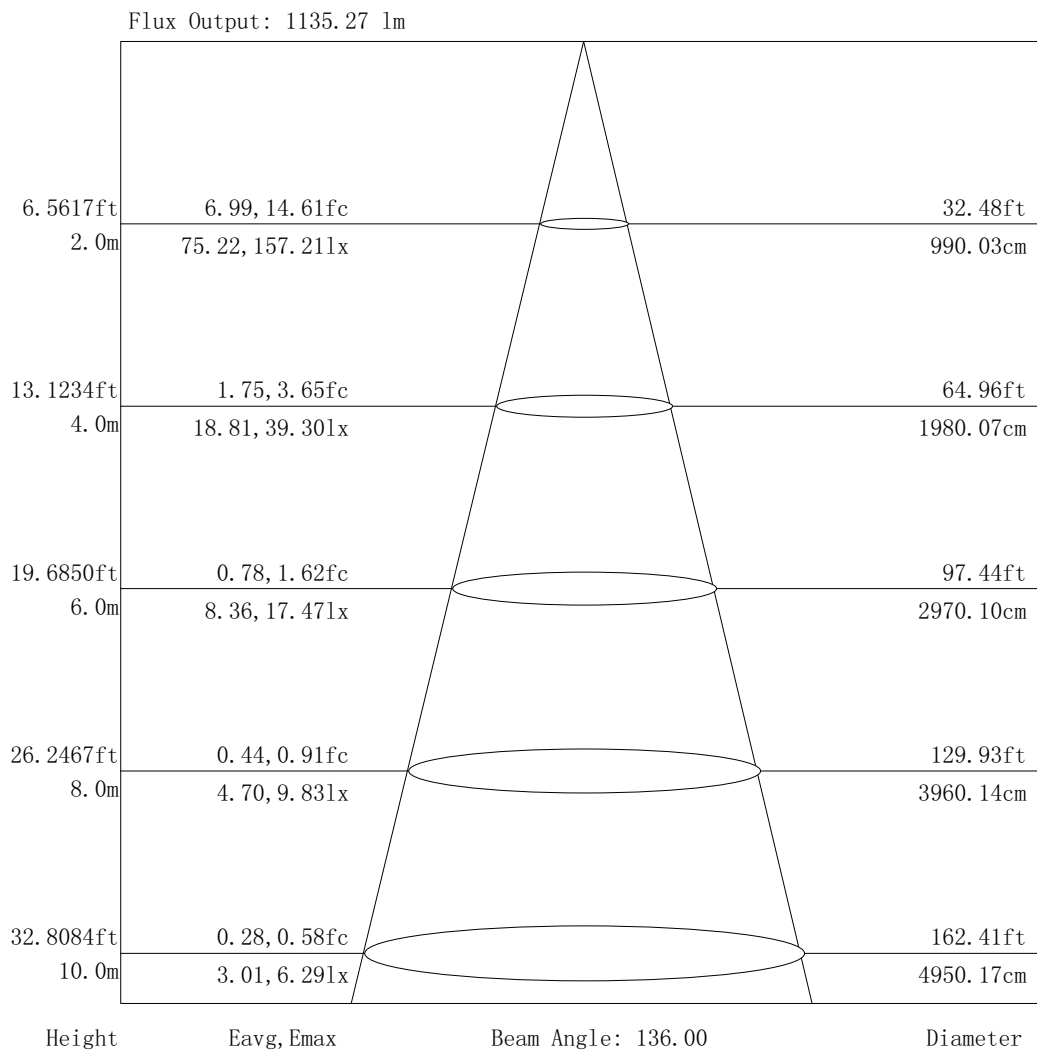 Flux Output: 1135.27 lm
6.5617ft 6.99,14.61fc 32.48ft
2.0m 75.22,157.21lx 990.03cm
13.1234ft 1.75,3.65fc 64.96ft
4.0m 18.81,39.30lx 1980.07cm
19.6850ft 0.78,1.62fc 97.44ft
6.0m 8.36,17.47lx 2970.10cm
26.2467ft 0.44,0.91fc 129.93ft
8.0m 4.70,9.83lx 3960.14cm
32.8084ft 0.28,0.58fc 162.41ft
10.0m 3.01,6.29lx 4950.17cm
Height Eavg,Emax Beam Angle: 136.00 Diameter